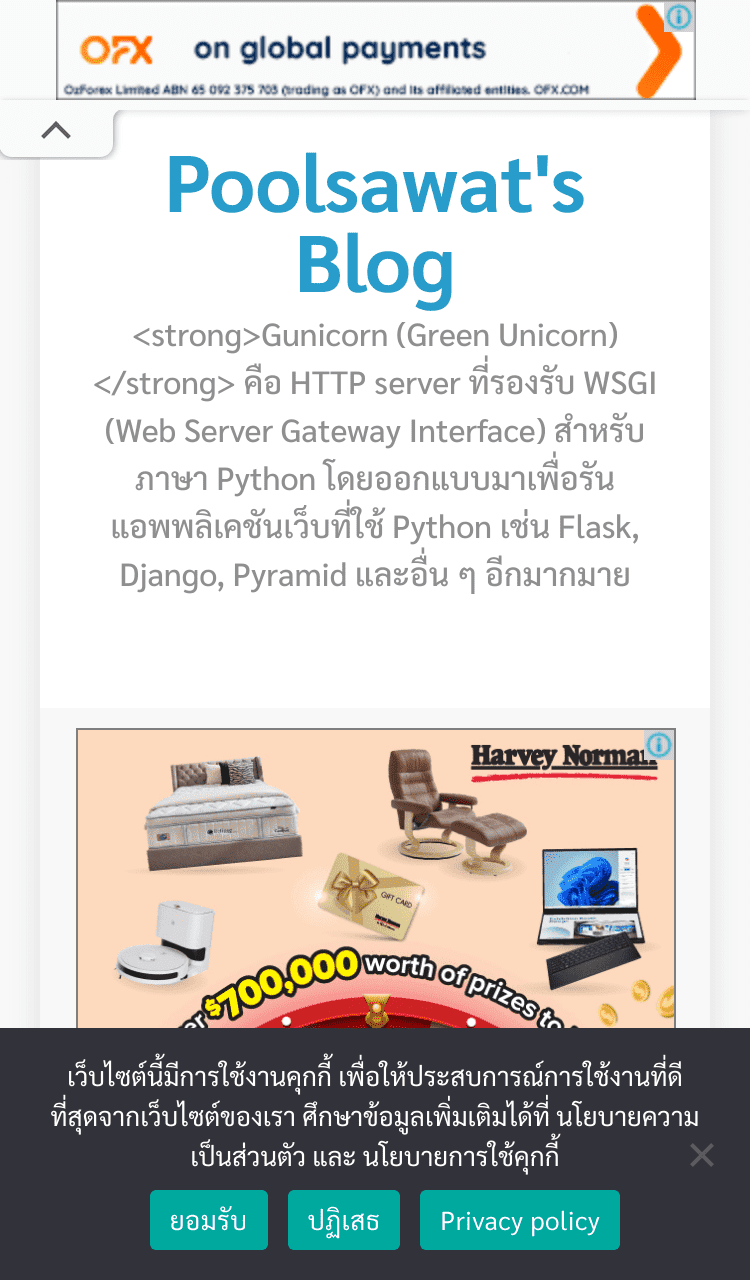 OFX
on global payments
OzForex Limited ABN 65 092 375 703 (trading as OFX) and its affiliated entities. OFX.COM
Poolsawat's
Blog
<strong>Gunicorn (Green Unicorn)
</strong> คือ HTTP server ที่รองรับ WSGI
(Web Server Gateway Interface) สำหรับ
ภาษา Python โดยออกแบบมาเพื่อรัน
แอพพลิเคชันเว็บที่ใช้ Python เช่น Flask,
Django, Pyramid และอื่น ๆ อีกมากมาย
Harvey Norman
GIFT CARD
$700,000 worth of prizes to
เว็บไซต์นี้มีการใช้งานคุกกี้ เพื่อให้ประสบการณ์การใช้งานที่ดี
ที่สุดจากเว็บไซต์ของเรา ศึกษาข้อมูลเพิ่มเติมได้ที่ นโยบายความ
เป็นส่วนตัว และ นโยบายการใช้คุกกี้
ยอมรับ
ปฏิเสธ
Privacy policy